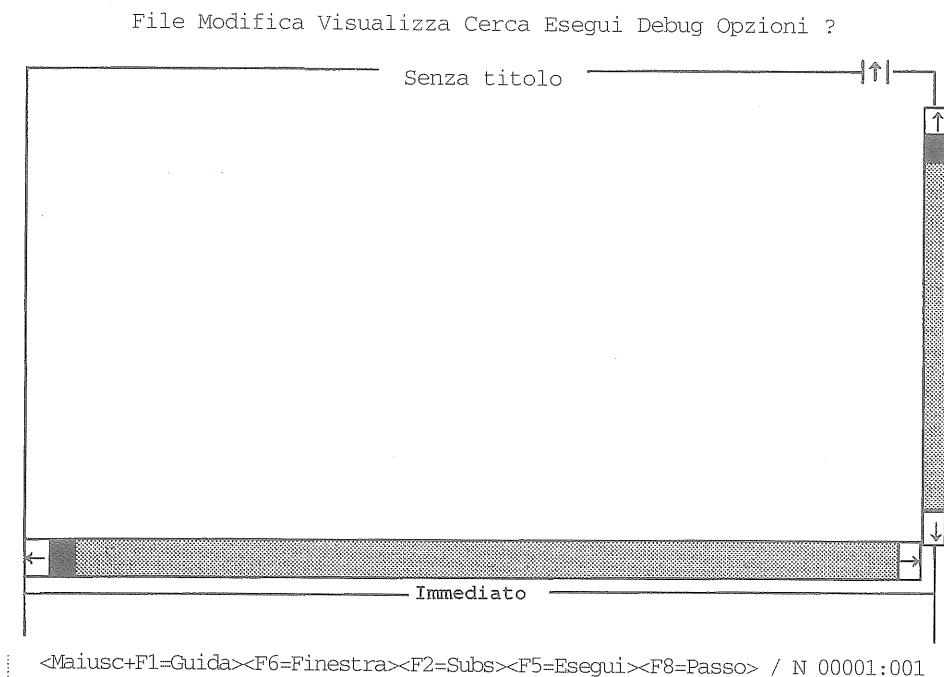 File Modifica Visualizza Cerca Esegui Debug Opzioni ?
Senza titolo
Immediato
<Maiusc+F1=Guida><F6=Finestra><F2=Subs><F5=Esegui><F8=Passo> / N 00001:001